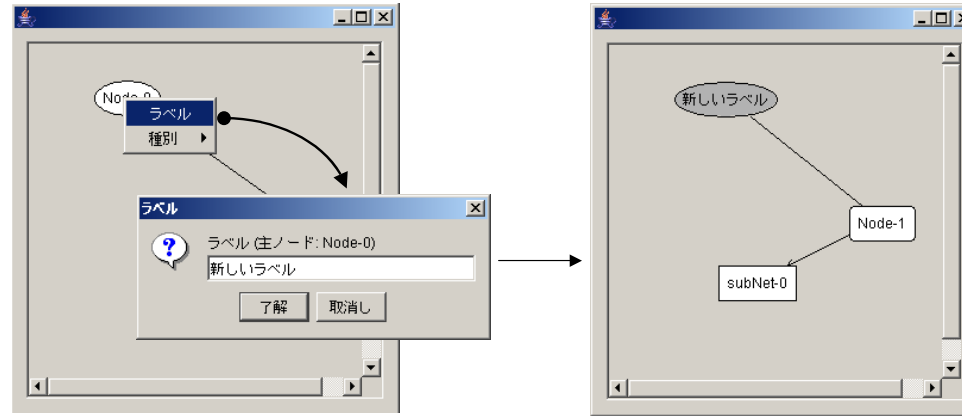 ラベル
種別
ラベル
ラベル (主ノード: Node-0)
新しいラベル
了解
取消し
新しいラベル
Node-1
subNet-0